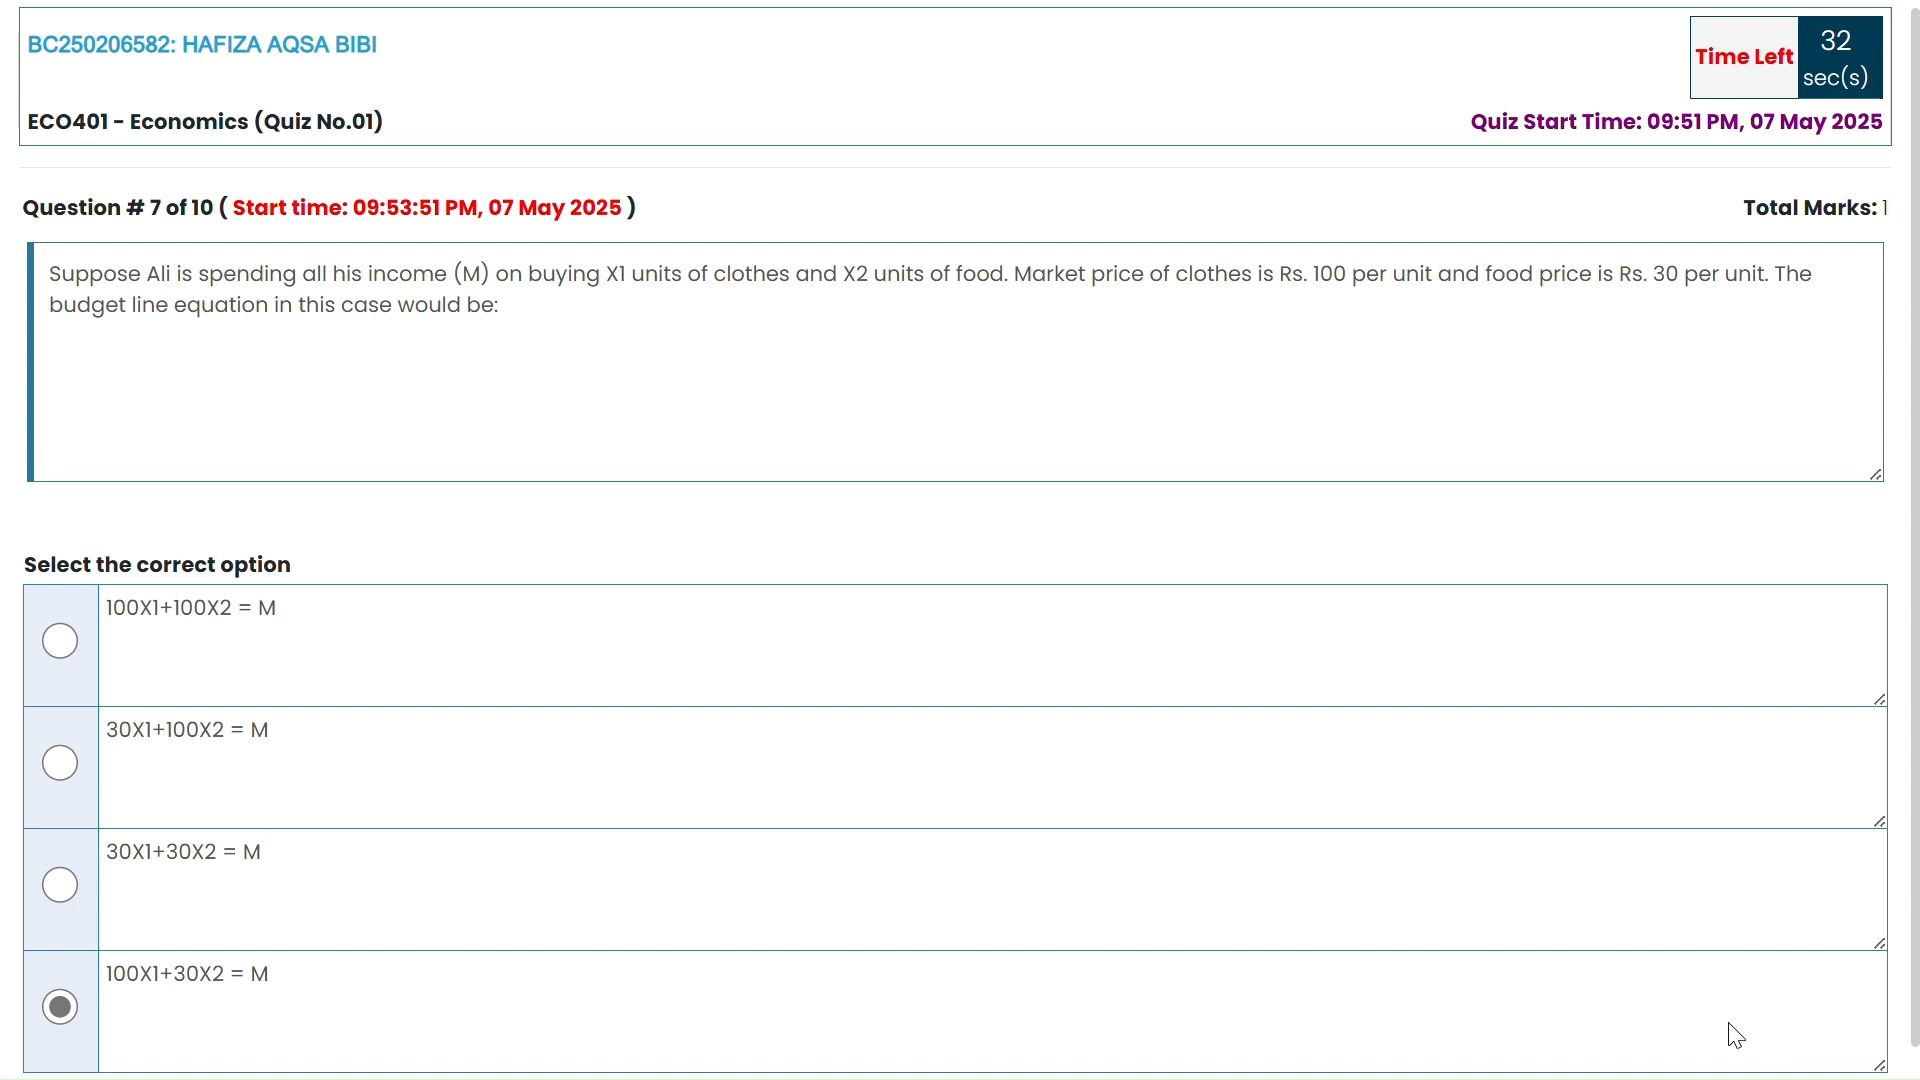 BC250206582: HAFIZA AQSA BIBI
Time Left
32
sec(s)
ECO401 - Economics (Quiz No.01)
Quiz Start Time: 09:51 PM, 07 May 2025
Question # 7 of 10 ( Start time: 09:53:51 PM, 07 May 2025 )
Total Marks: 1
Suppose Ali is spending all his income (M) on buying X1 units of clothes and X2 units of food. Market price of clothes is Rs. 100 per unit and food price is Rs. 30 per unit. The
budget line equation in this case would be:
Select the correct option
100X1+100X2 = M
30X1+100X2 = M
30X1+30X2 = M
100X1+30X2 = M